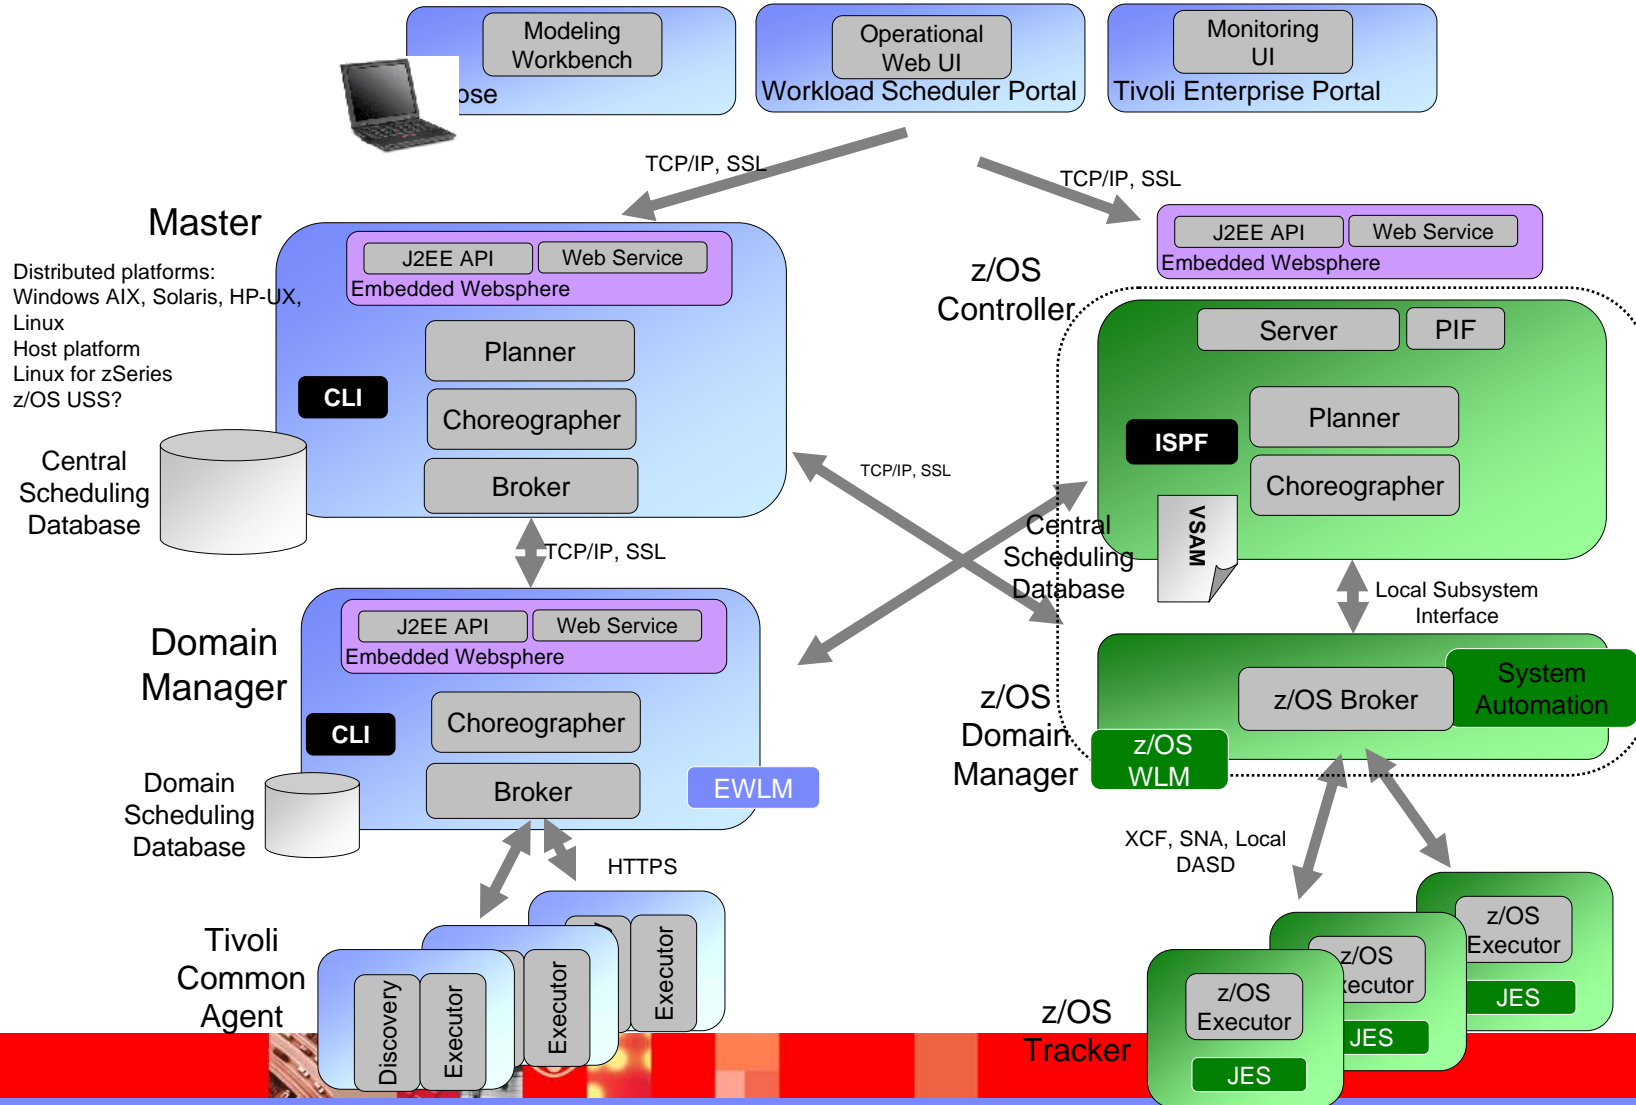 Modeling
Workbench
ose
Operational
Web UI
Workload Scheduler Portal
Monitoring
UI
Tivoli Enterprise Portal
TCP/IP, SSL
TCP/IP, SSL
Master
Distributed platforms:
Windows AIX, Solaris, HP-UX,
Linux
Host platform
Linux for zSeries
z/OS USS?
J2EE API
Web Service
Embedded Websphere
Planner
CLI
Choreographer
Broker
Central
Scheduling
Database
TCP/IP, SSL
TCP/IP, SSL
J2EE API
Web Service
Embedded Websphere
z/OS
Controller
Server
PIF
Planner
ISPF
Choreographer
VSAM
Central
Scheduling
Database
Local Subsystem
Interface
Domain
Manager
J2EE API
Web Service
Embedded Websphere
Choreographer
CLI
Broker
EWLM
Domain
Scheduling
Database
HTTPS
z/OS
Domain
Manager
z/OS Broker
System
Automation
z/OS
WLM
XCF, SNA, Local
DASD
Tivoli
Common
Agent
Discovery
Executor
Executor
Executor
z/OS
Tracker
z/OS
Executor
JES
z/OS
xecutor
JES
z/OS
Executor
JES